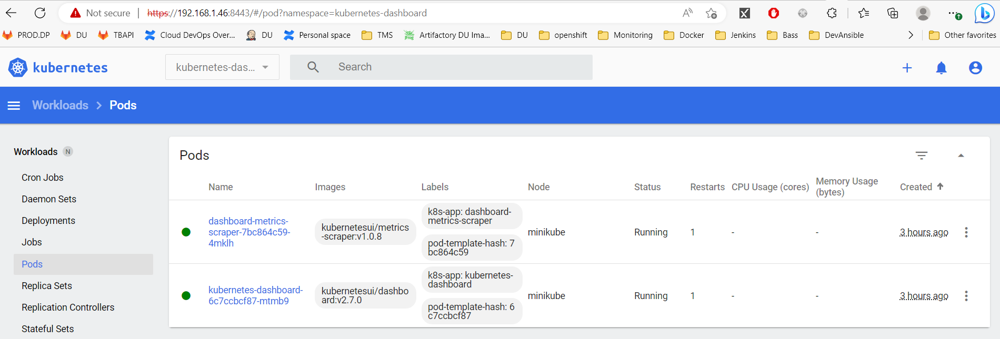 Not secure https://192.168.1.46:8443/#/pod?namespace=kubernetes-dashboard
PROD.DP DU TBAPI Cloud DevOps Over... DU Personal space TMS Artifactory DU Ima... DU openshift Monitoring Docker Jenkins Bass DevAnsible Other favorites
kubernetes kubernetes-das... Search
Workloads Pods
Workloads N
Cron Jobs
Daemon Sets
Deployments
Jobs
Pods
Replica Sets
Replication Controllers
Stateful Sets
Pods
Name Images Labels Node Status Restarts CPU Usage (cores) Memory Usage
(bytes) Created
dashboard-metrics-
scraper-7bc864c59-
4mklh
kubernetesui/metrics
-scraper:v1.0.8
k8s-app: dashboard-
metrics-scraper
pod-template-hash: 7
bc864c59
minikube Running 1 - - 3 hours ago
kubernetes-dashboard-
6c7ccbcf87-mtmb9
kubernetesui/dashbo
ard:v2.7.0
k8s-app: kubernetes-
dashboard
pod-template-hash: 6
c7ccbcf87
minikube Running 1 - - 3 hours ago